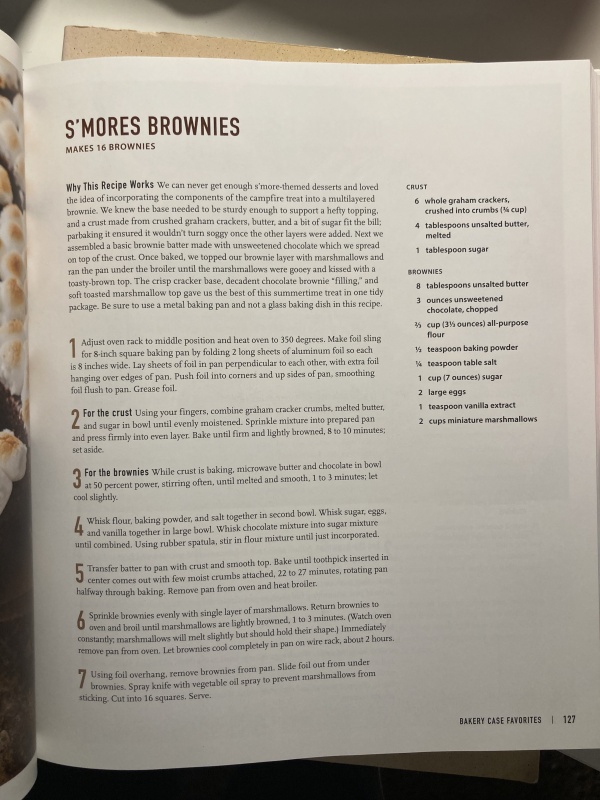 S'MORES BROWNIES
MAKES 16 BROWNIES
Why This Recipe Works We can never get enough s'more-themed desserts and loved
the idea of incorporating the components of the campfire treat into a multilayered
brownie. We knew the base needed to be sturdy enough to support a hefty topping,
and a crust made from crushed graham crackers, butter, and a bit of sugar fit the bill;
parbaking it ensured it wouldn't turn soggy once the other layers were added. Next we
assembled a basic brownie batter made with unsweetened chocolate which we spread
on top of the crust. Once baked, we topped our brownie layer with marshmallows and
ran the pan under the broiler until the marshmallows were gooey and kissed with a
toasty-brown top. The crisp cracker base, decadent chocolate brownie "filling," and
soft toasted marshmallow top gave us the best of this summertime treat in one tidy
package. Be sure to use a metal baking pan and not a glass baking dish in this recipe.
1 Adjust oven rack to middle position and heat oven to 350 degrees. Make foil sling
for 8-inch square baking pan by folding 2 long sheets of aluminum foil so each
is 8 inches wide. Lay sheets of foil in pan perpendicular to each other, with extra foil
hanging over edges of pan. Push foil into corners and up sides of pan, smoothing
foil flush to pan. Grease foil.
2 For the crust Using your fingers, combine graham cracker crumbs, melted butter,
and sugar in bowl until evenly moistened. Sprinkle mixture into prepared pan
and press firmly into even layer. Bake until firm and lightly browned, 8 to 10 minutes;
set aside.
3 For the brownies While crust is baking, microwave butter and chocolate in bowl
at 50 percent power, stirring often, until melted and smooth, 1 to 3 minutes; let
cool slightly.
4 Whisk flour, baking powder, and salt together in second bowl. Whisk sugar, eggs,
and vanilla together in large bowl. Whisk chocolate mixture into sugar mixture
until combined. Using rubber spatula, stir in flour mixture until just incorporated.
5 Transfer batter to pan with crust and smooth top. Bake until toothpick inserted in
center comes out with few moist crumbs attached, 22 to 27 minutes, rotating pan
halfway through baking. Remove pan from oven and heat broiler.
6 Sprinkle brownies evenly with single layer of marshmallows. Return brownies to
oven and broil until marshmallows are lightly browned, 1 to 3 minutes. (Watch oven
constantly; marshmallows will melt slightly but should hold their shape.) Immediately
remove pan from oven. Let brownies cool completely in pan on wire rack, about 2 hours.
7 Using foil overhang, remove brownies from pan. Slide foil out from under
brownies. Spray knife with vegetable oil spray to prevent marshmallows from
sticking. Cut into 16 squares. Serve.
CRUST
6 whole graham crackers,
crushed into crumbs (¾ cup)
4 tablespoons unsalted butter,
melted
1 tablespoon sugar
BROWNIES
8 tablespoons unsalted butter
3 ounces unsweetened
chocolate, chopped
⅔ cup (3⅓ ounces) all-purpose
flour
½ teaspoon baking powder
¼ teaspoon table salt
1 cup (7 ounces) sugar
2 large eggs
1 teaspoon vanilla extract
2 cups miniature marshmallows
BAKERY CASE FAVORITES | 127